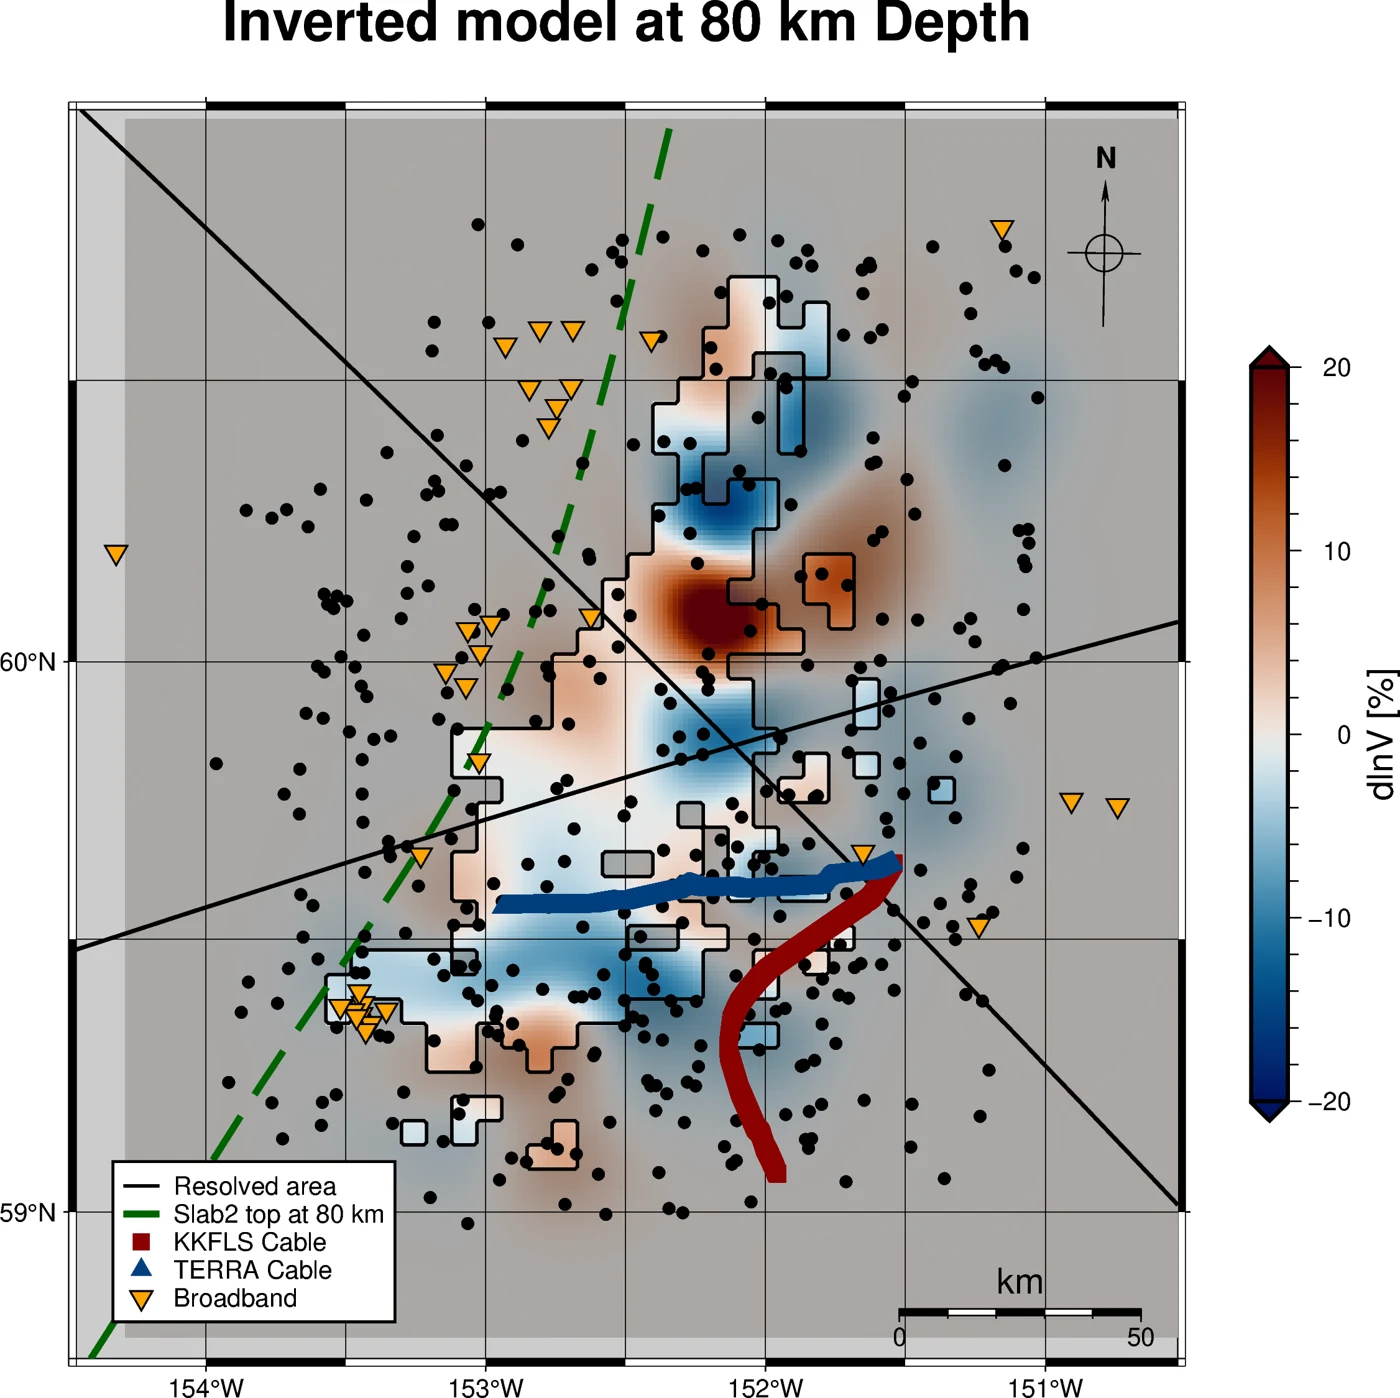 Inverted model at 80 km Depth
N
60°N
59°N
154°W
153°W
152°W
151°W
Resolved area
Slab2 top at 80 km
KKFLS Cable
TERRA Cable
Broadband
km
0
50
20
10
0
−10
−20
dlnV [%]